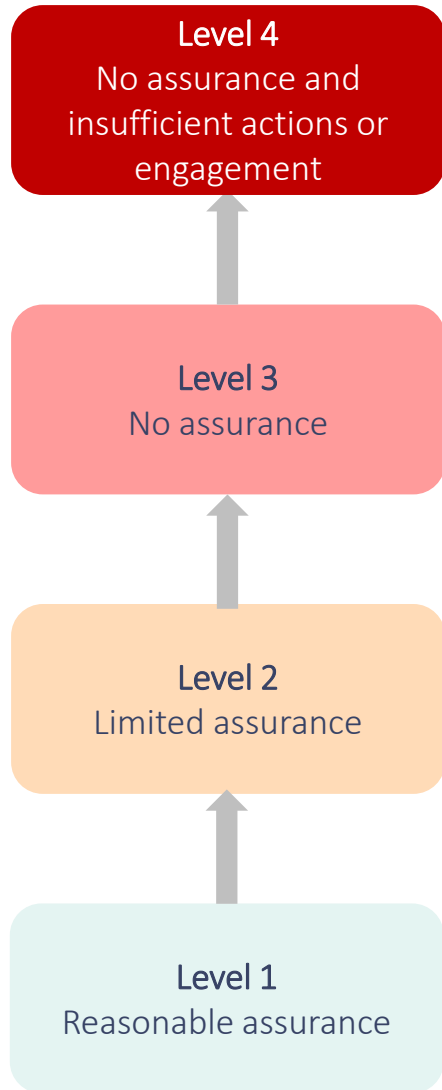 Level 4
No assurance and
insufficient actions or
engagement
Level 3
No assurance
Level 2
Limited assurance
Level 1
Reasonable assurance